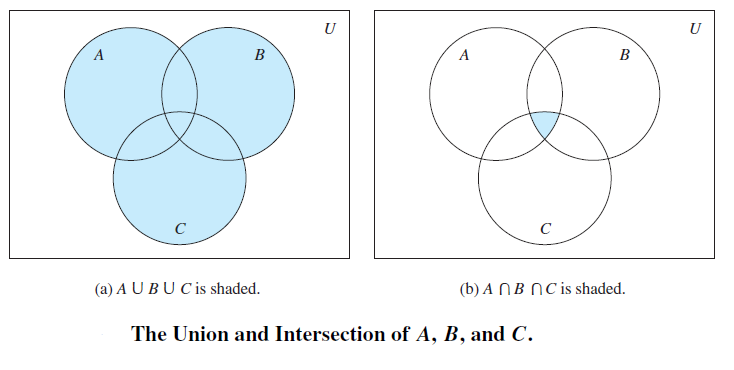 U
A
B
C
(a) A ∪ B ∪ C is shaded.
U
A
B
C
(b) A ∩ B ∩ C is shaded.
The Union and Intersection of A, B, and C.